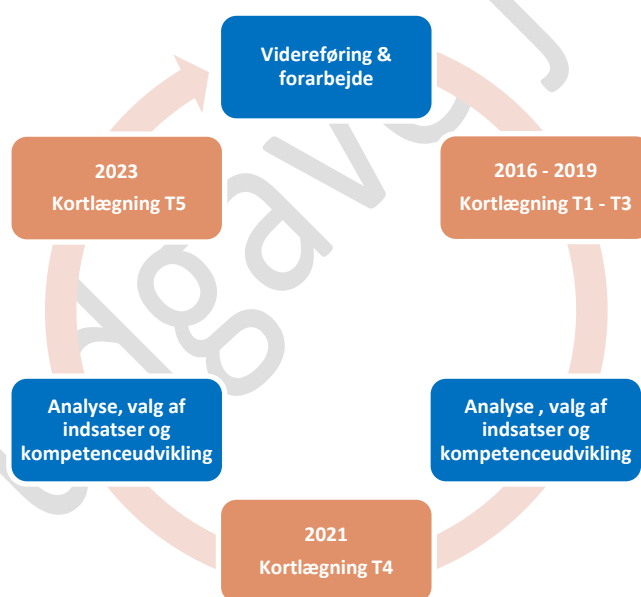 Videreføring &
forarbejde
2016 - 2019
Kortlægning T1 - T3
Analyse , valg af
indsatser og
kompetenceudvikling
2021
Kortlægning T4
Analyse, valg af
indsatser og
kompetenceudvikling
2023
Kortlægning T5